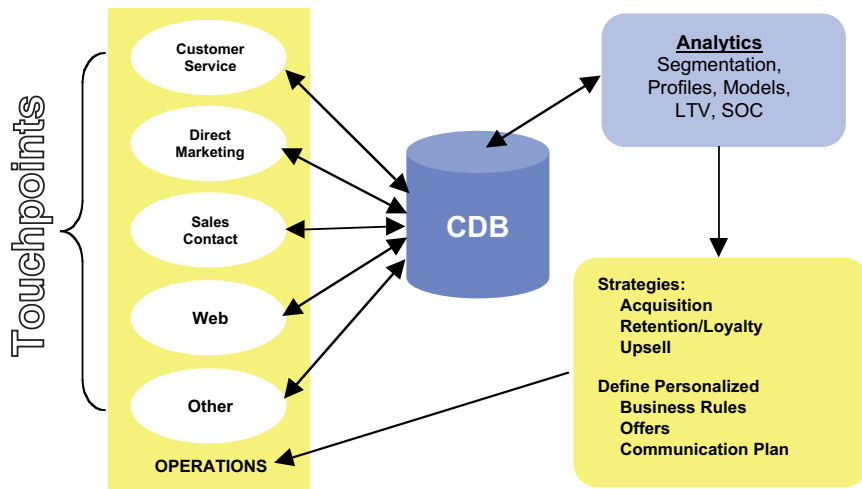 Touchpoints
Customer
Service
Direct
Marketing
Sales
Contact
Web
Other
OPERATIONS
CDB
Analytics
Segmentation,
Profiles, Models,
LTV, SOC
Strategies:
Acquisition
Retention/Loyalty
Upsell
Define Personalized
Business Rules
Offers
Communication Plan